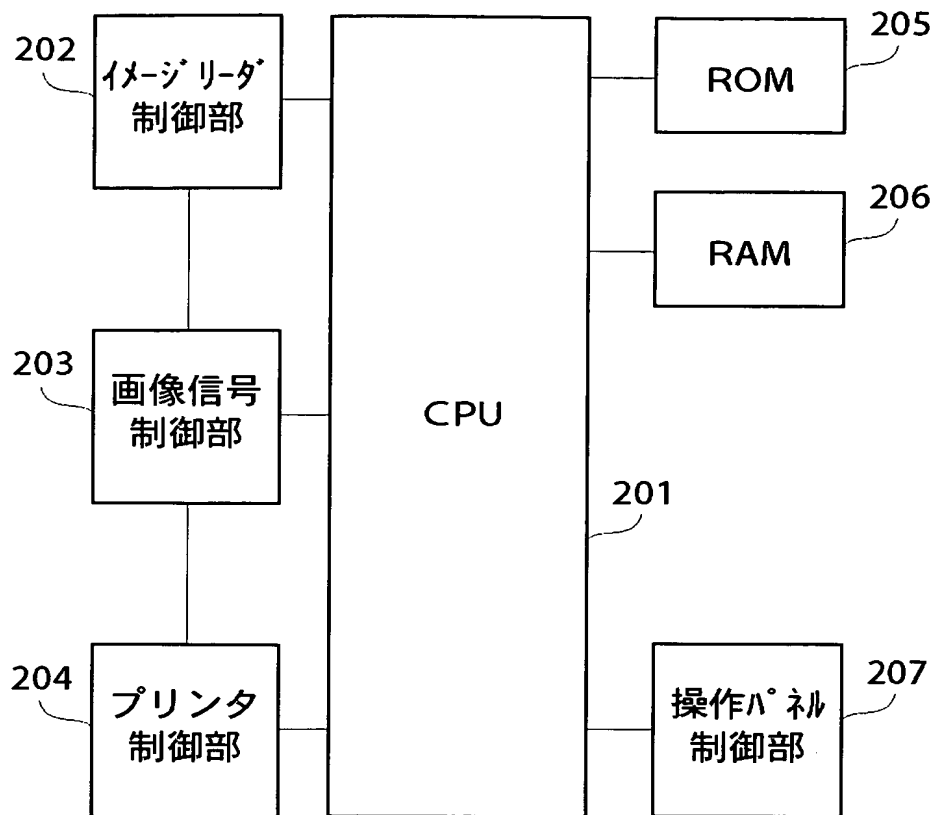 202
ｲﾒｰｼﾞﾘｰﾀﾞ
制御部
203
画像信号
制御部
204
プリンタ
制御部
CPU
201
205
ROM
206
RAM
207
操作ﾊﾟﾈﾙ
制御部